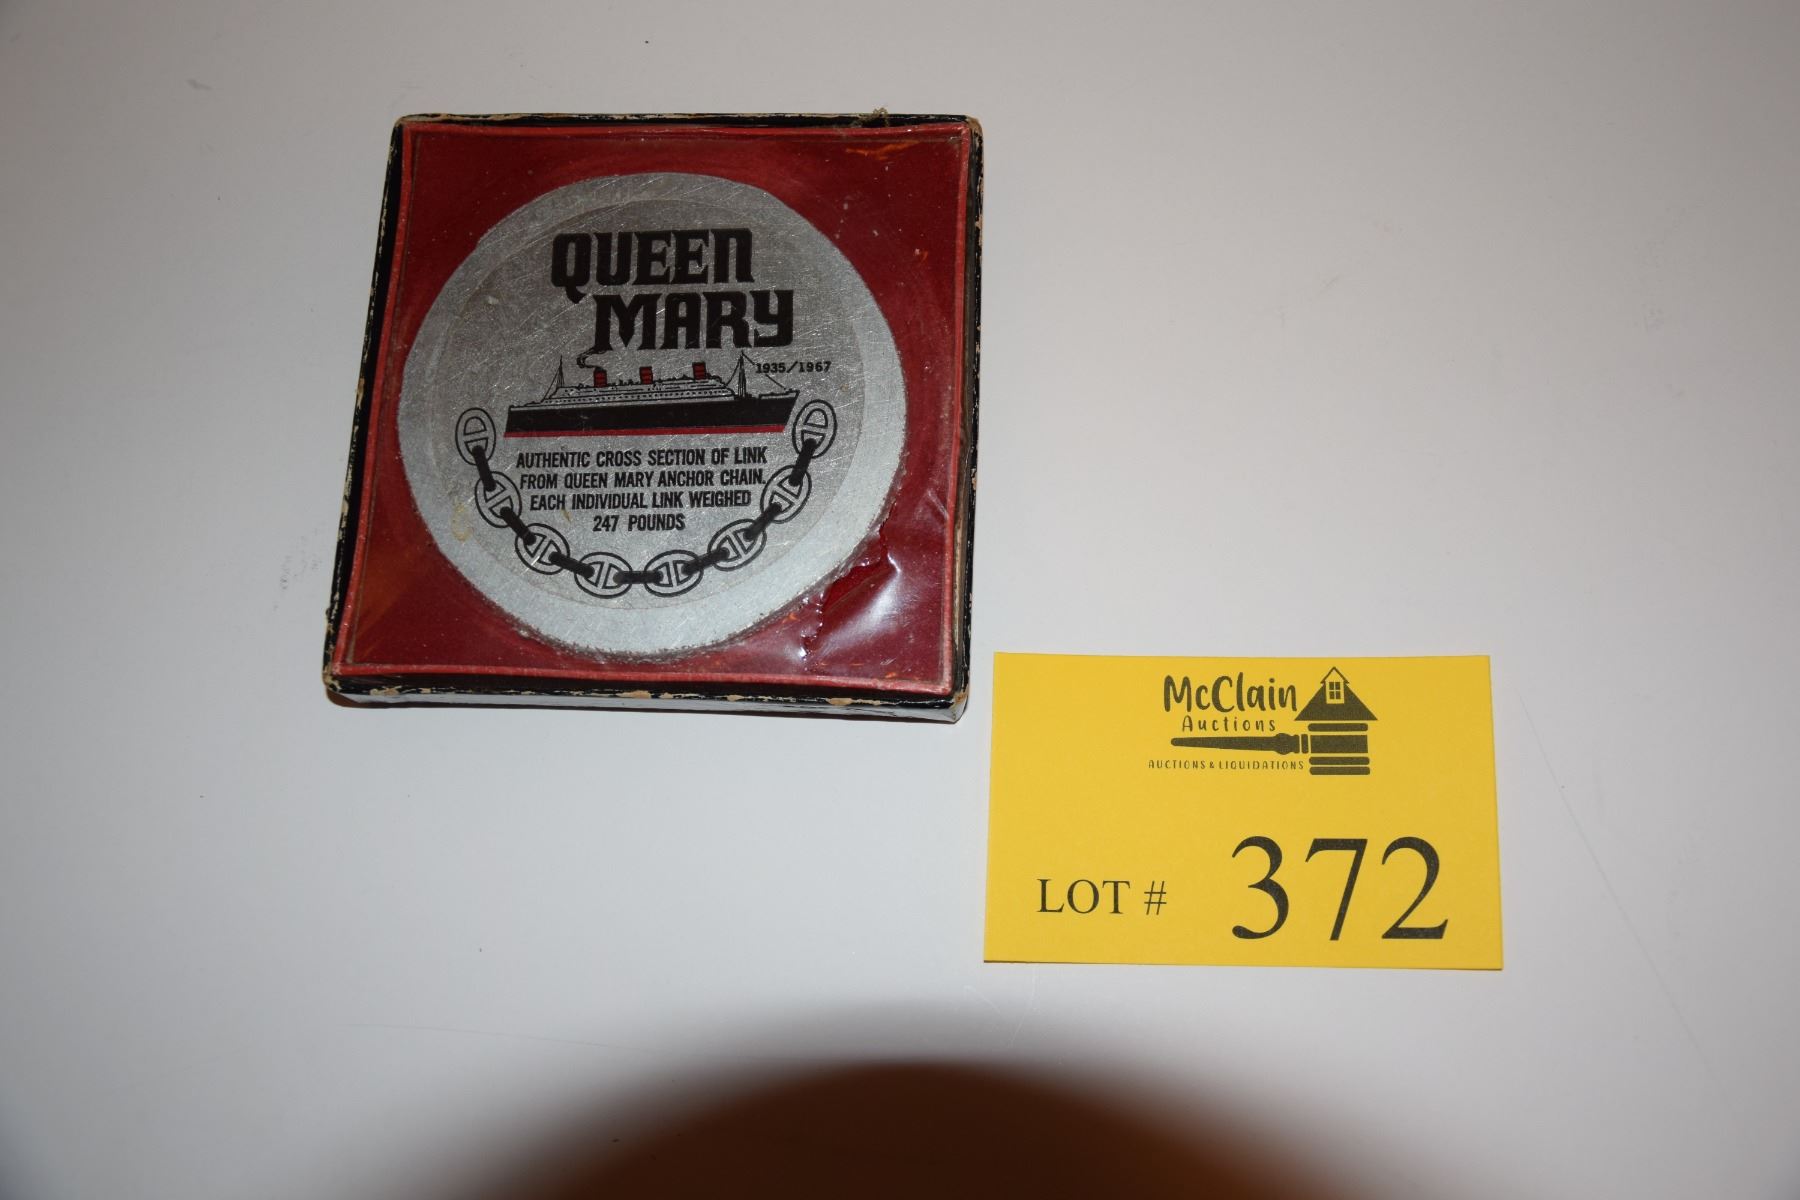 QUEEN
MARY
1935/1967
AUTHENTIC CROSS SECTION OF LINK
FROM QUEEN MARY ANCHOR CHAIN.
EACH INDIVIDUAL LINK WEIGHED
247 POUNDS
McClain
Auctions
AUCTIONS & LIQUIDATIONS
LOT # 372